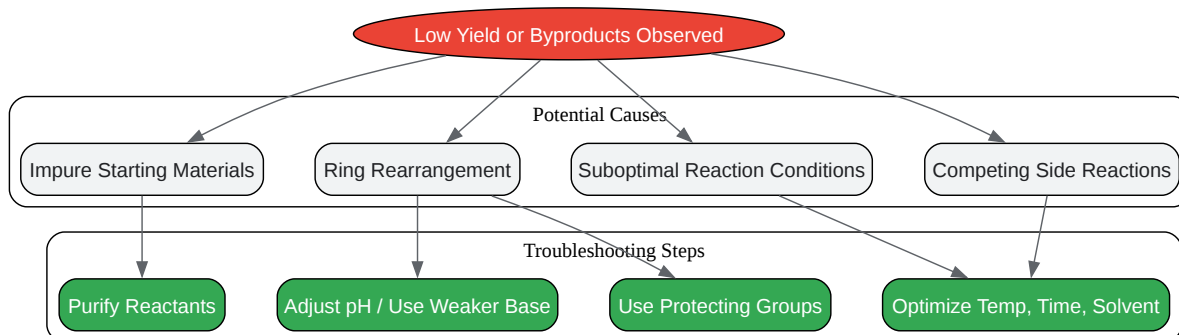 Low Yield or Byproducts Observed
Potential Causes
Impure Starting Materials
Ring Rearrangement
Suboptimal Reaction Conditions
Competing Side Reactions
Troubleshooting Steps
Purify Reactants
Adjust pH / Use Weaker Base
Use Protecting Groups
Optimize Temp, Time, Solvent